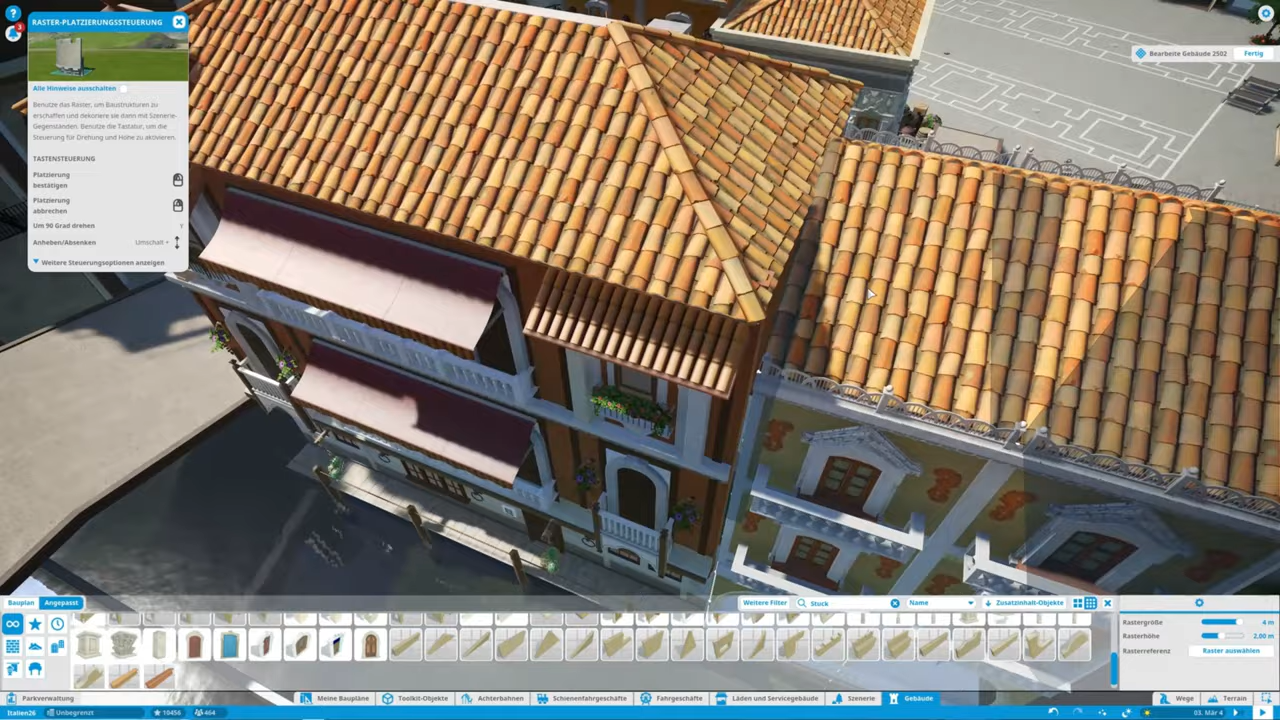 ?
3
RASTER-PLATZIERUNGSSTEUERUNG
Alle Hinweise ausschalten
Benutze das Raster, um Baustrukturen zu
erschaffen und dekoriere sie dann mit Szenerie-
Gegenständen. Benutze die Tastatur, um die
Steuerung für Drehung und Höhe zu aktivieren.
TASTENSTEUERUNG
Platzierung
bestätigen
Platzierung
abbrechen
Um 90 Grad drehen Y
Anheben/Absenken Umschalt +
Weitere Steuerungsoptionen anzeigen
Bearbeite Gebäude 2502 Fertig
Bauplan Angepasst Weitere Filter Stuck Name Zusatzinhalt-Objekte
Rastergröße 4 m
Rasterhöhe 2,00 m
Rasterreferenz Raster auswählen
Parkverwaltung Meine Baupläne Toolkit-Objekte Achterbahnen Schienenfahrgeschäfte Fahrgeschäfte Läden und Servicegebäude Szenerie Gebäude Wege Terrain
Italien26 Unbegrenzt 10456 464 03. Mär 4